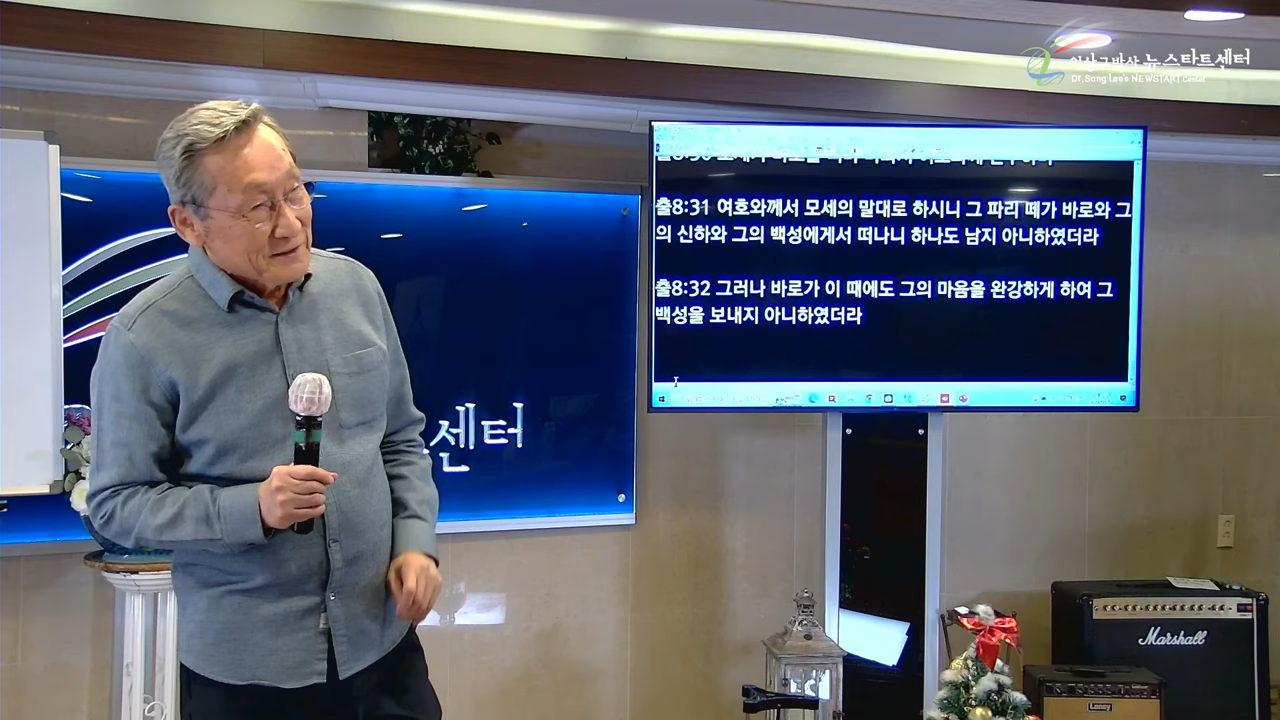 뉴스타트센터
Dr. Sang Lee's NEWSTART Center
출8:31 여호와께서 모세의 말대로 하시니 그 파리 떼가 바로와 그
의 신하와 그의 백성에게서 떠나니 하나도 남지 아니하였더라
출8:32 그러나 바로가 이 때에도 그의 마음을 완강하게 하여 그
백성을 보내지 아니하였더라
센터
Marshall
Laney